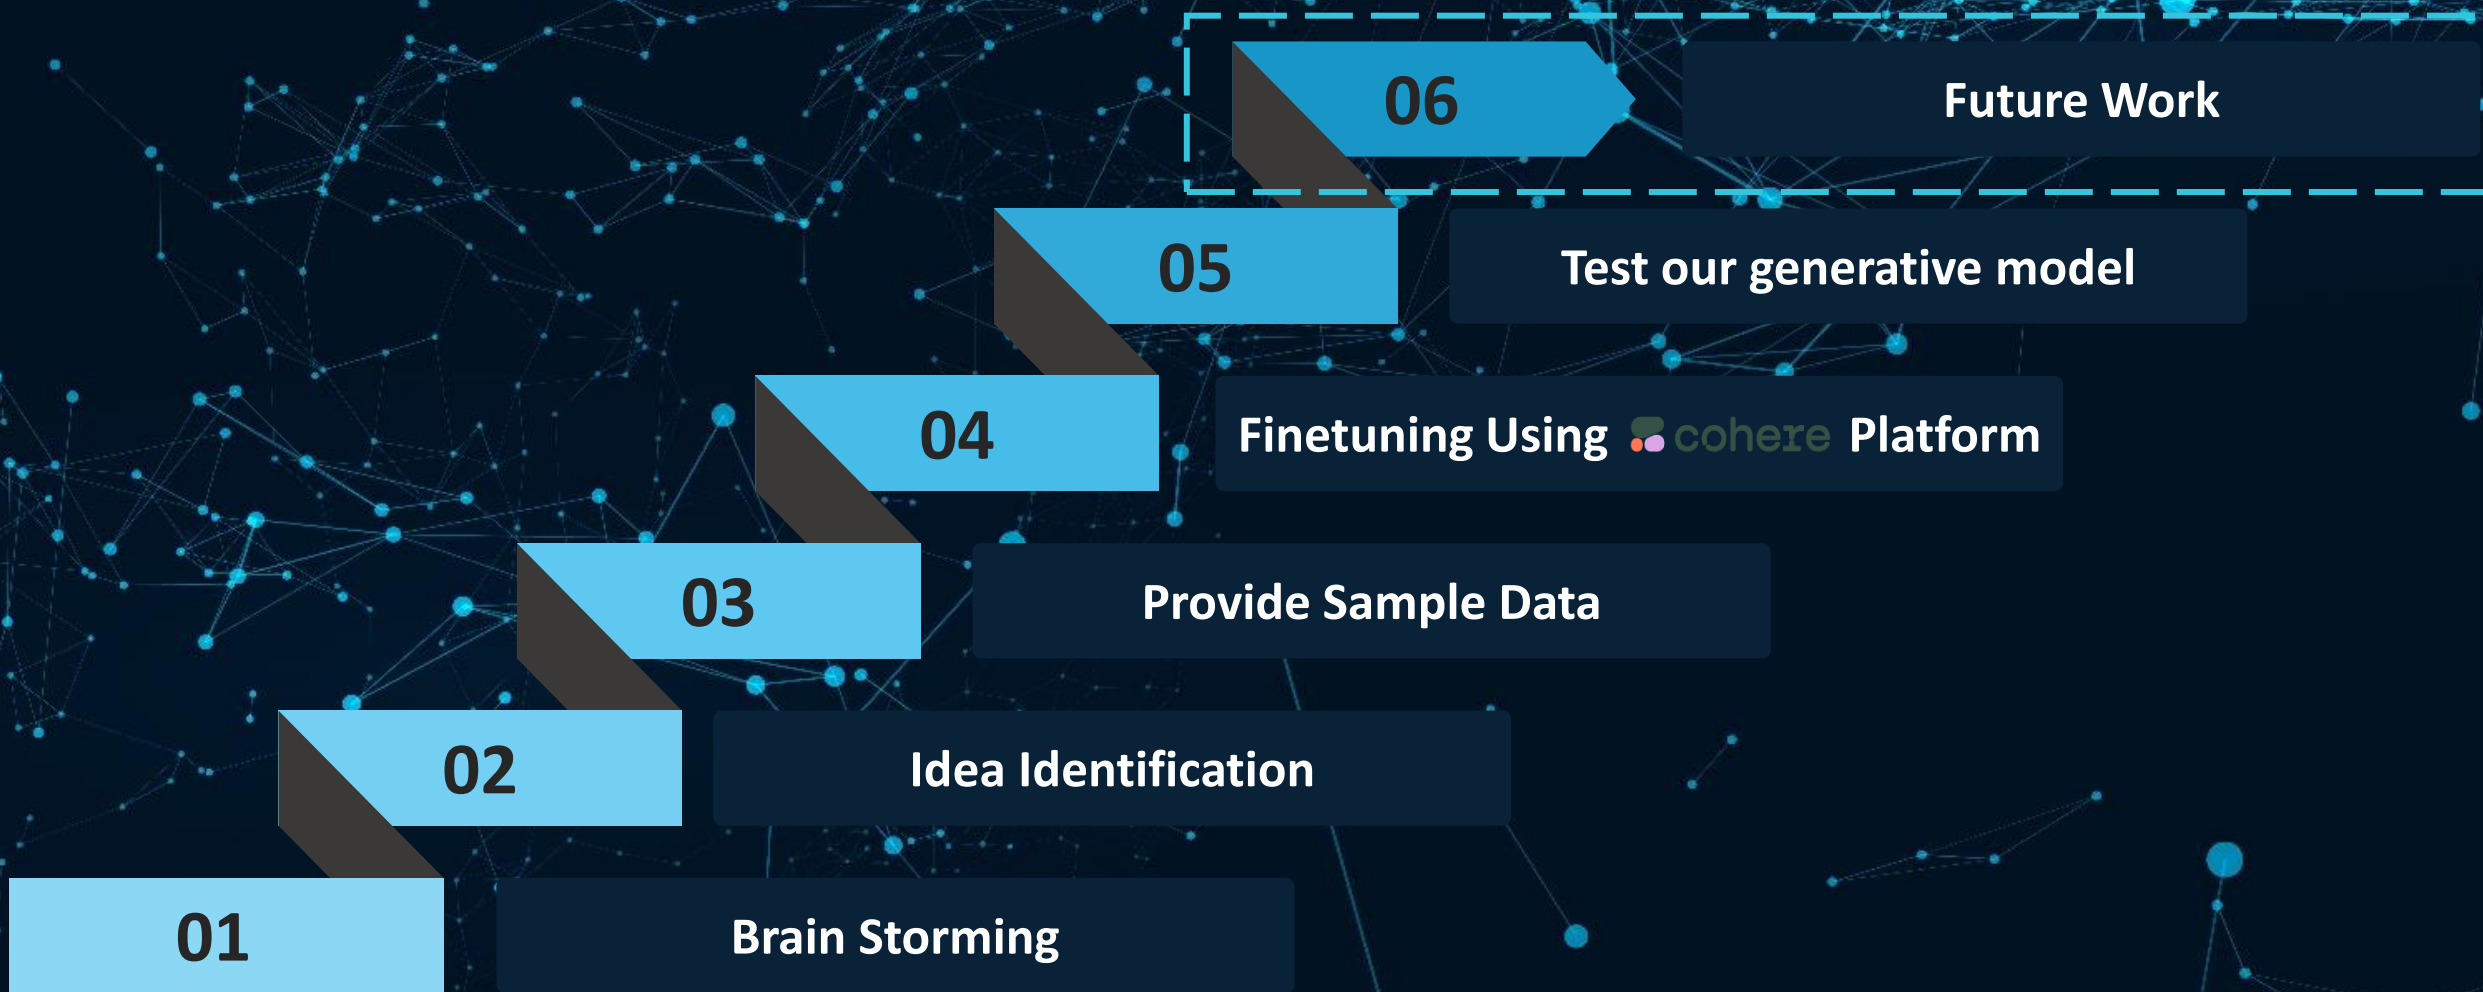 06 Future Work
05 Test our generative model
04 Finetuning Using cohere Platform
03 Provide Sample Data
02 Idea Identification
01 Brain Storming